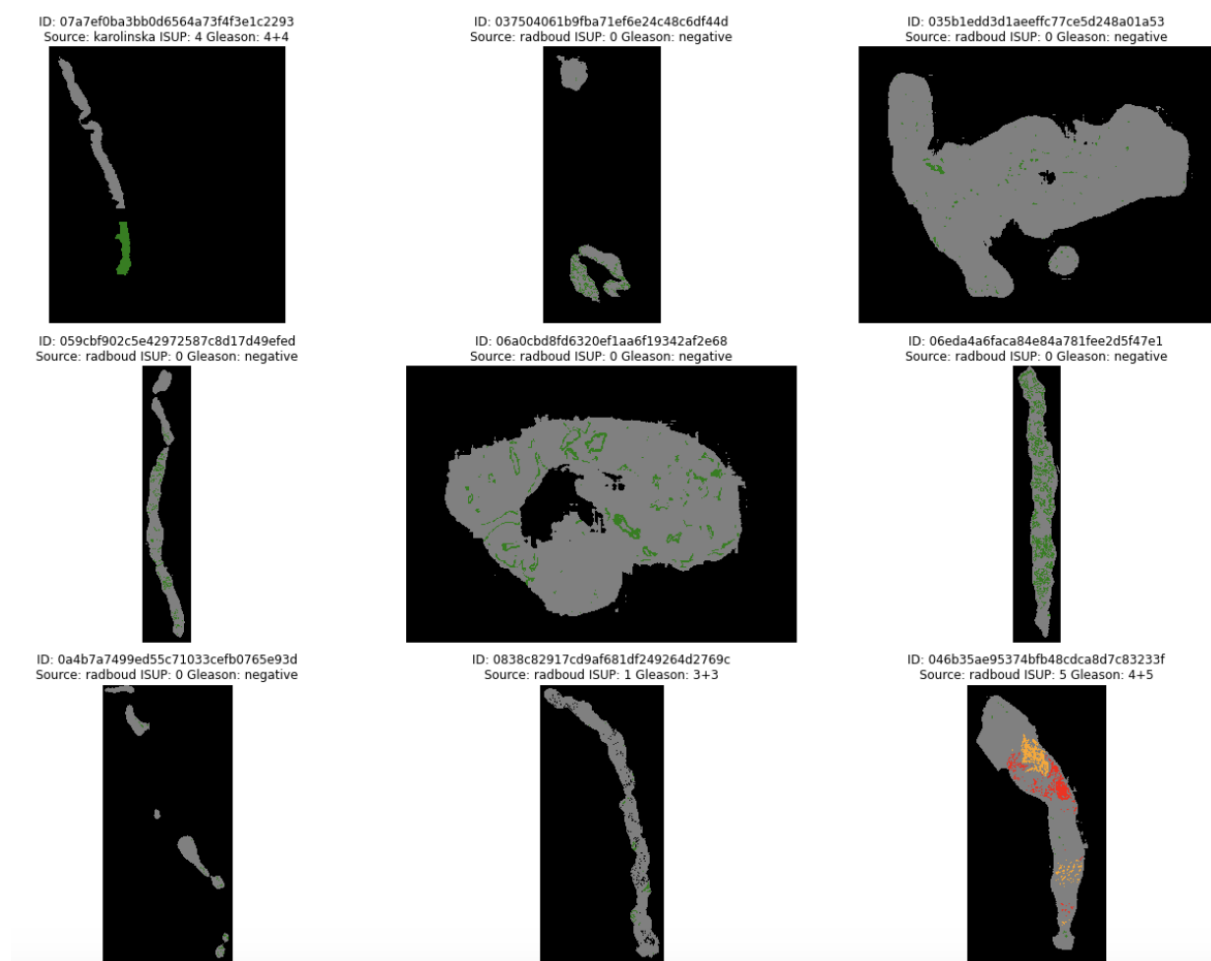 ID: 07a7ef0ba3bb0d6564a73f4f3e1c2293
Source: karolinska ISUP: 4 Gleason: 4+4
ID: 037504061b9fba71ef6e24c48c6df44d
Source: radboud ISUP: 0 Gleason: negative
ID: 035b1edd3d1aeeffc77ce5d248a01a53
Source: radboud ISUP: 0 Gleason: negative
ID: 059cbf902c5e42972587c8d17d49efed
Source: radboud ISUP: 0 Gleason: negative
ID: 06a0cbd8fd6320ef1aa6f19342af2e68
Source: radboud ISUP: 0 Gleason: negative
ID: 06eda4a6faca84e84a781fee2d5f47e1
Source: radboud ISUP: 0 Gleason: negative
ID: 0a4b7a7499ed55c71033cefb0765e93d
Source: radboud ISUP: 0 Gleason: negative
ID: 0838c82917cd9af681df249264d2769c
Source: radboud ISUP: 1 Gleason: 3+3
ID: 046b35ae95374bfb48cdca8d7c83233f
Source: radboud ISUP: 5 Gleason: 4+5